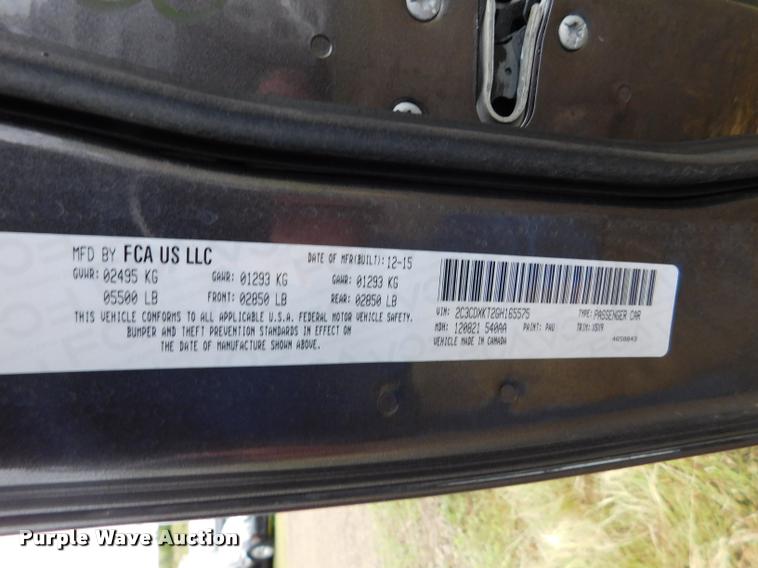 MFD BY FCA US LLC
DATE OF MFR(BUILT): 12-15
GVWR: 02495 KG
GAWR: 01293 KG
GAWR: 01293 KG
05500 LB
FRONT: 02850 LB
REAR: 02850 LB
THIS VEHICLE CONFORMS TO ALL APPLICABLE U.S.A. FEDERAL MOTOR VEHICLE SAFETY,
BUMPER AND THEFT PREVENTION STANDARDS IN EFFECT ON
THE DATE OF MANUFACTURE SHOWN ABOVE.
VIN: 2C3CDXKT2GH165575
TYPE: PASSENGER CAR
MDH: 120821 540AA
PAINT: PAU
TRIM: X5X9
VEHICLE MADE IN CANADA
Purple Wave Auction